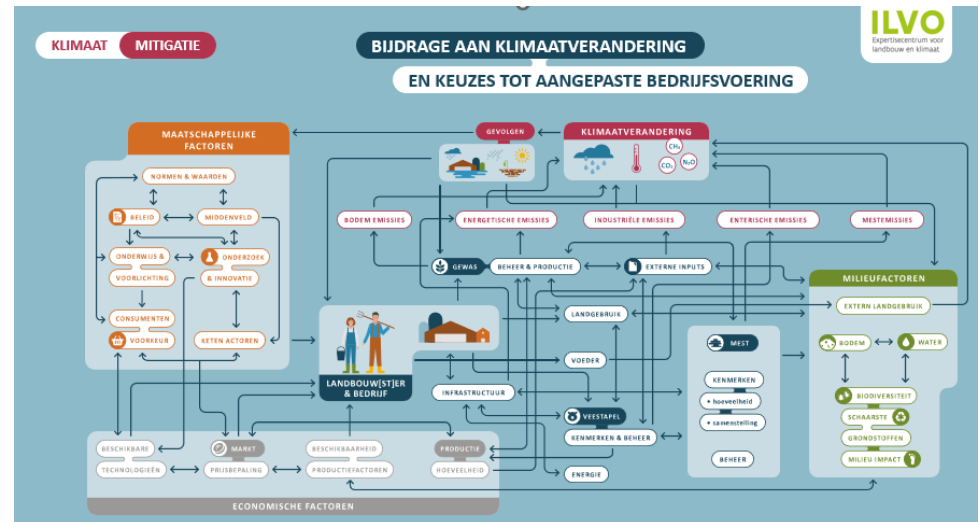 ILVO
Expertisecentrum voor
landbouw en klimaat
KLIMAAT MITIGATIE
BIJDRAGE AAN KLIMAATVERANDERING
EN KEUZES TOT AANGEPASTE BEDRIJFSVOERING
MAATSCHAPPELIJKE
FACTOREN
NORMEN & WAARDEN
BELEID
MIDDENVELD
ONDERWIJS &
VOORLICHTING
ONDERZOEK
& INNOVATIE
CONSUMENTEN
VOORKEUR
KETEN ACTOREN
GEVOLGEN
KLIMAATVERANDERING
CH₄
CO₂
N₂O
BODEM EMISSIES
ENERGETISCHE EMISSIES
INDUSTRIËLE EMISSIES
ENTERISCHE EMISSIES
MESTEMISSIES
GEWAS
BEHEER & PRODUCTIE
EXTERNE INPUTS
LANDGEBRUIK
VOEDER
LANDBOUW[ST]ER
& BEDRIJF
INFRASTRUCTUUR
VEESTAPEL
KENMERKEN & BEHEER
ENERGIE
MEST
KENMERKEN
• hoeveelheid
• samenstelling
BEHEER
MILIEUFACTOREN
EXTERN LANDGEBRUIK
BODEM
WATER
BIODIVERSITEIT
SCHAARSTE
GRONDSTOFFEN
MILIEU IMPACT
BESCHIKBARE
TECHNOLOGIEËN
MARKT
PRIJSBEPALING
BESCHIKBAARHEID
PRODUCTIEFACTOREN
PRODUCTIE
HOEVEELHEID
ECONOMISCHE FACTOREN